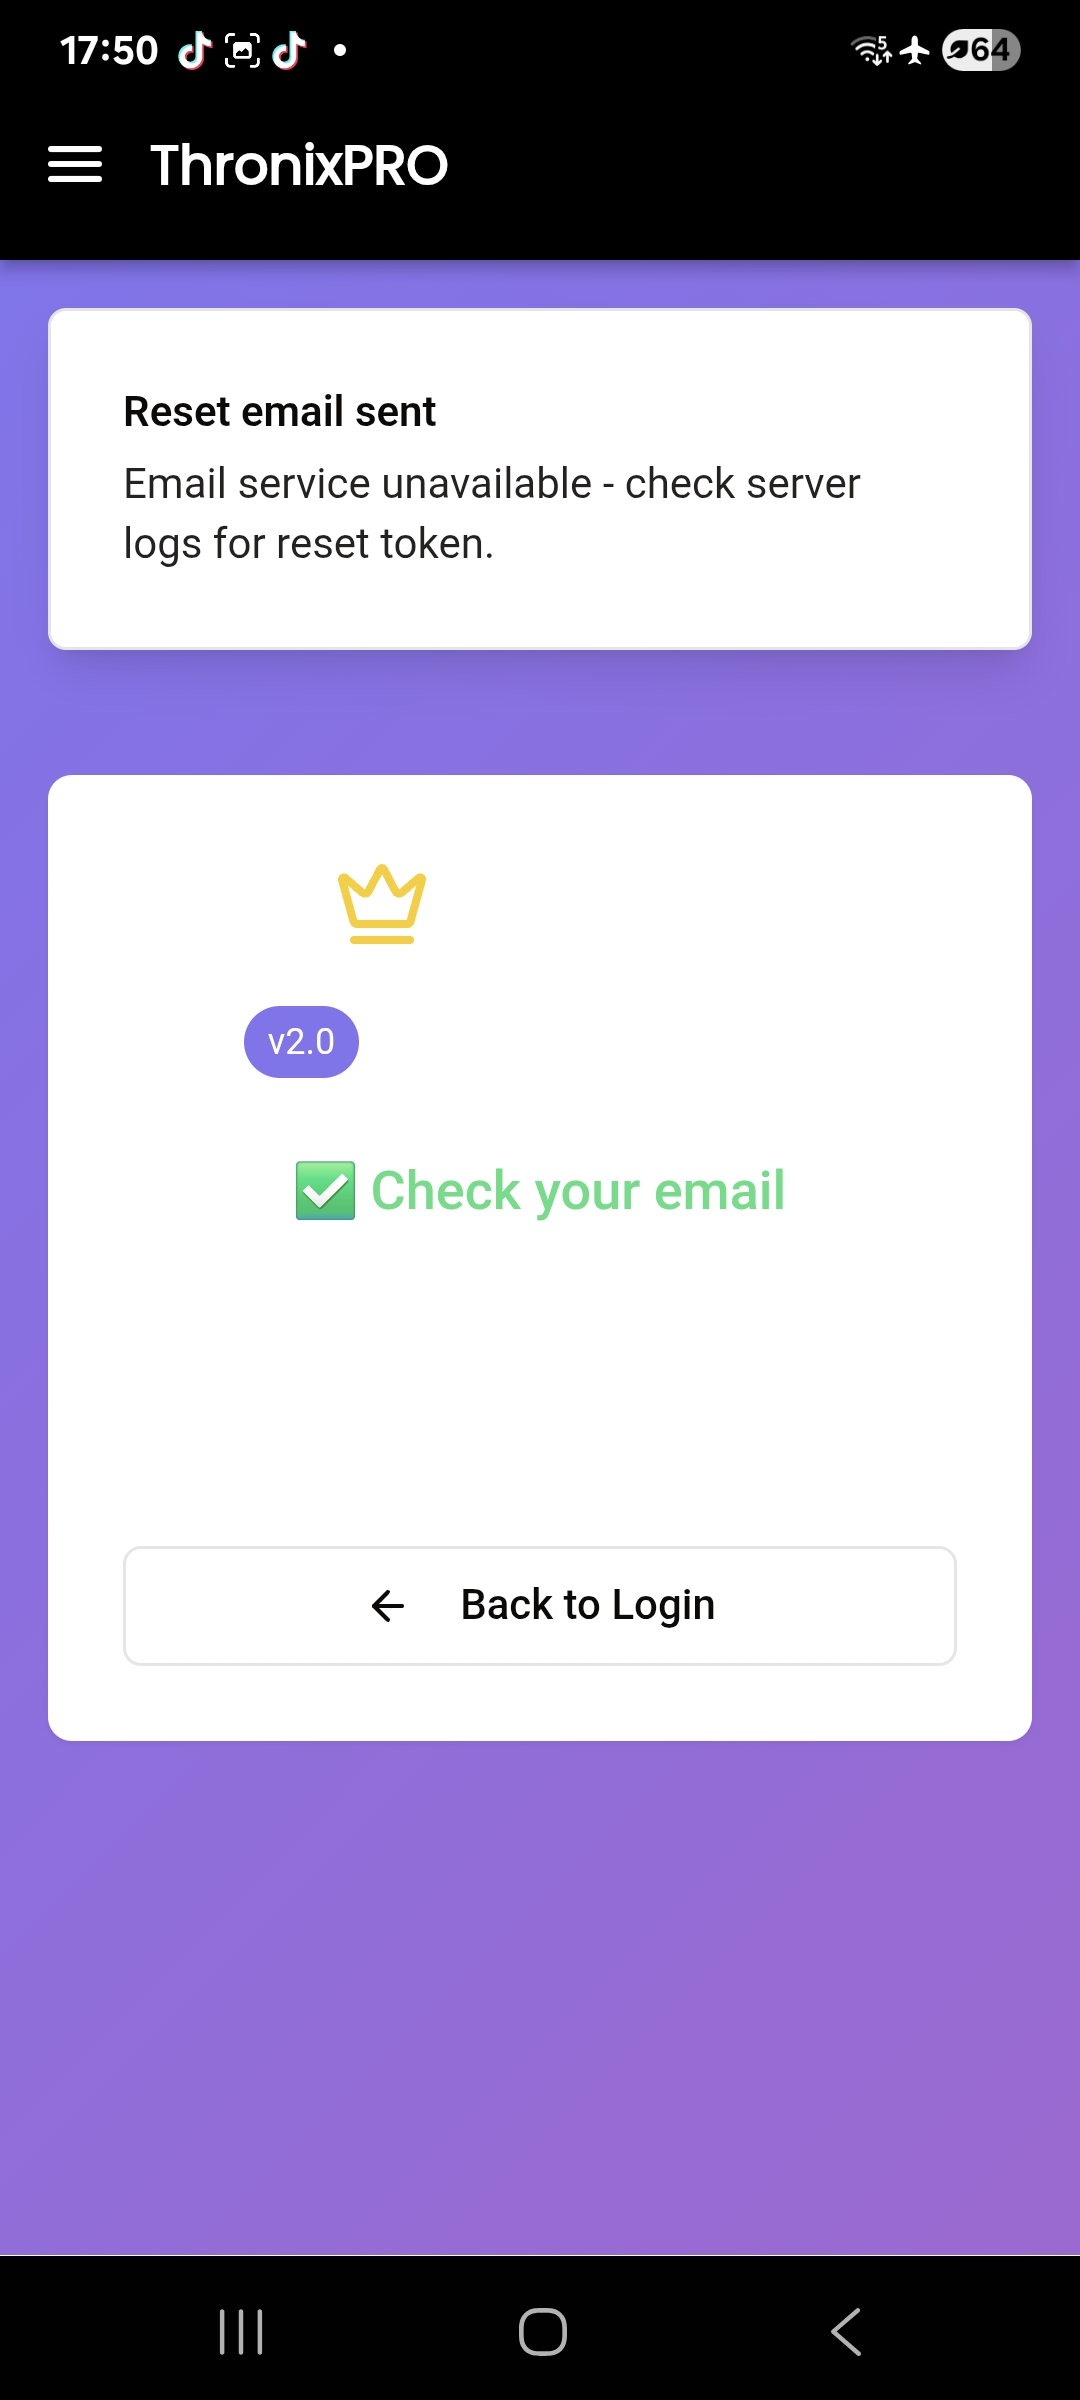 17:50
5
64
ThronixPRO
Reset email sent
Email service unavailable - check server
logs for reset token.
v2.0
✅ Check your email
Back to Login